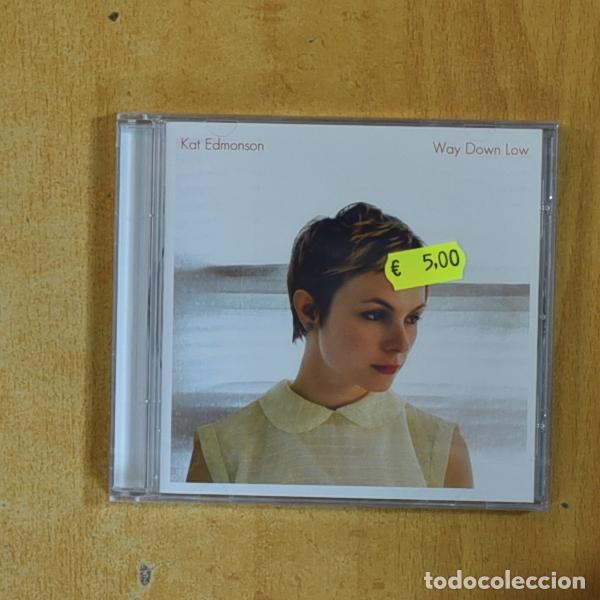 Kat Edmonson
Way Down Low
€ 5,00
todocoleccion